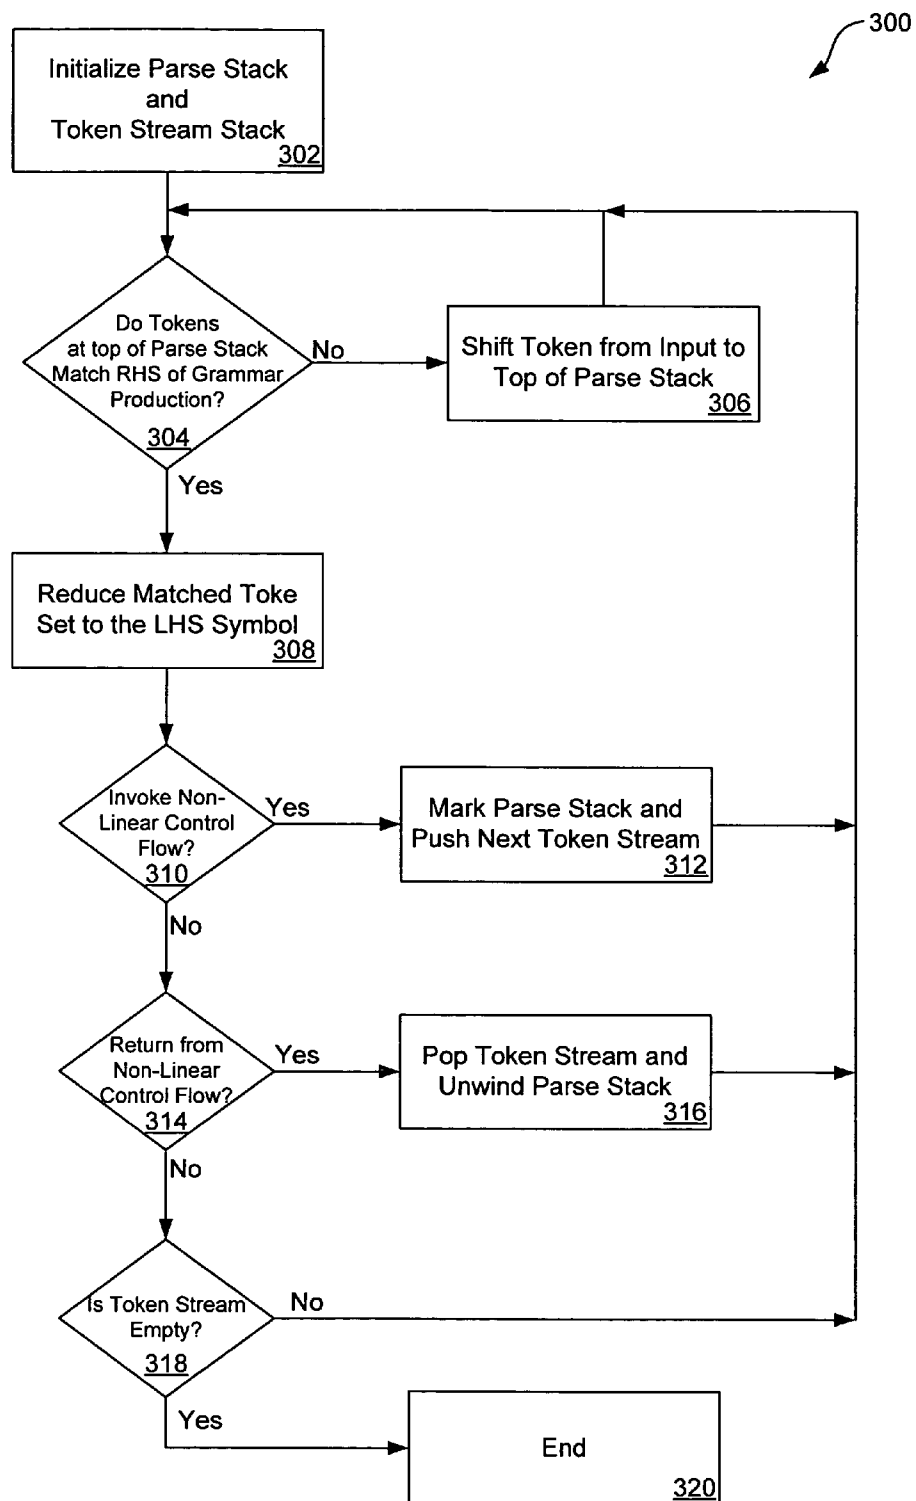 300
Initialize Parse Stack
and
Token Stream Stack
302
Do Tokens
at top of Parse Stack
Match RHS of Grammar
Production?
304
No
Shift Token from Input to
Top of Parse Stack
306
Yes
Reduce Matched Toke
Set to the LHS Symbol
308
Invoke Non-
Linear Control
Flow?
310
Yes
Mark Parse Stack and
Push Next Token Stream
312
No
Return from
Non-Linear
Control Flow?
314
Yes
Pop Token Stream and
Unwind Parse Stack
316
No
Is Token Stream
Empty?
318
No
Yes
End
320